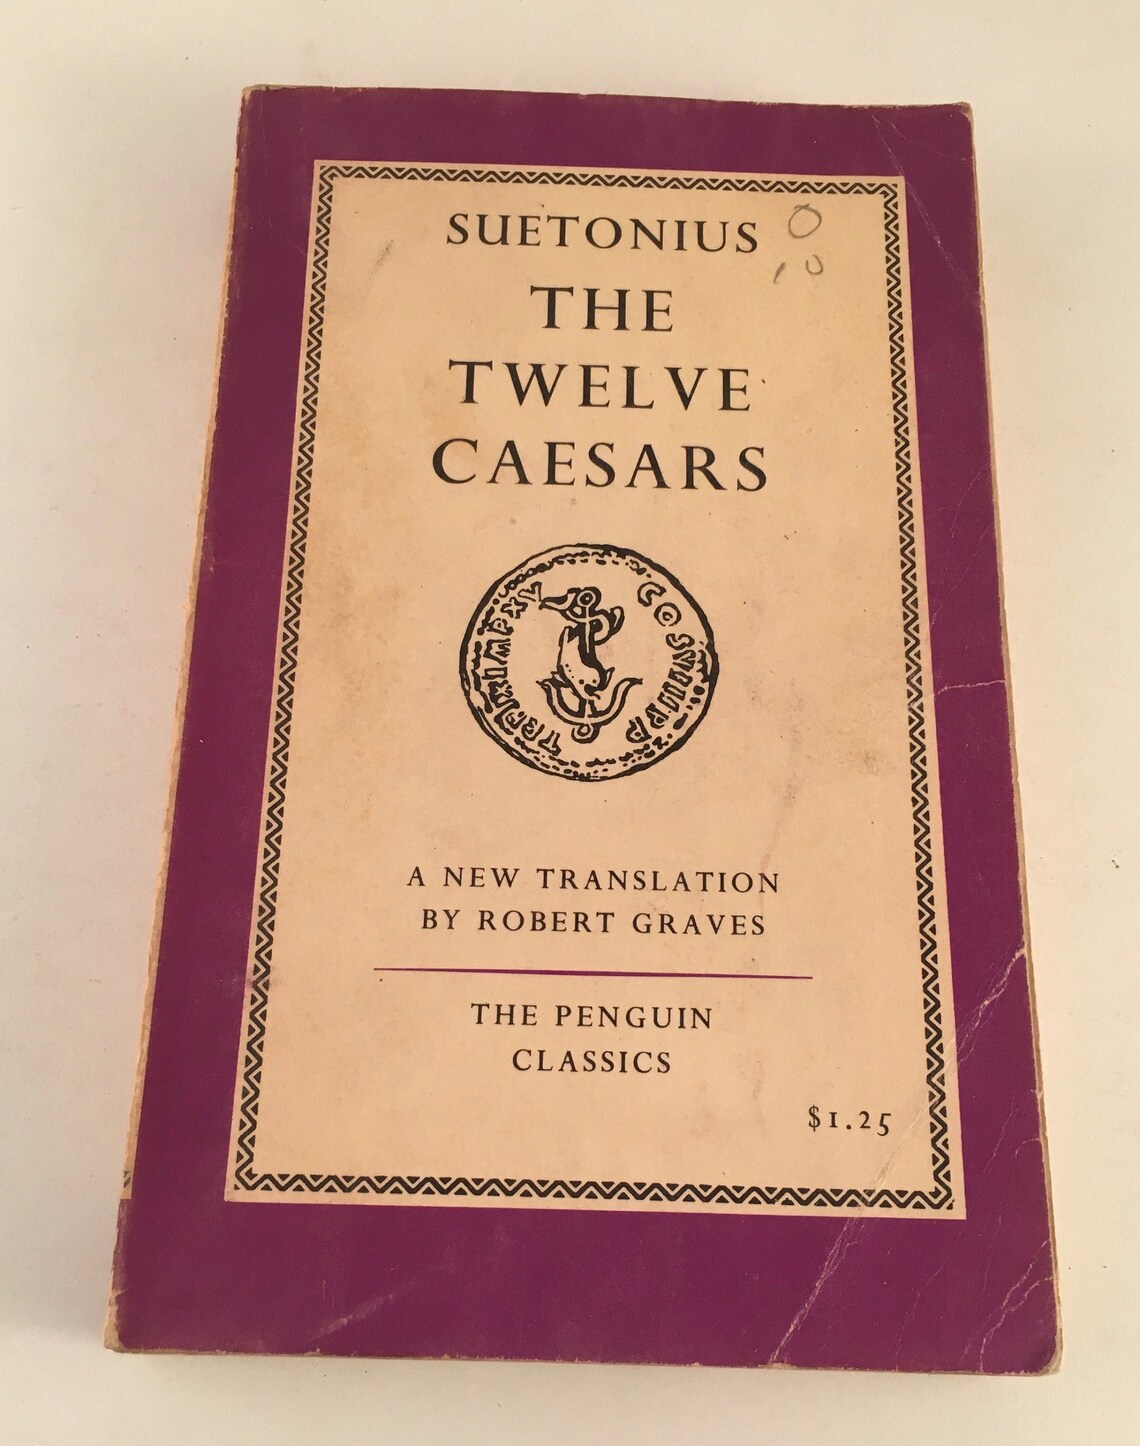 SUETONIUS
THE
TWELVE
CAESARS
A NEW TRANSLATION
BY ROBERT GRAVES
THE PENGUIN
CLASSICS
$1.25